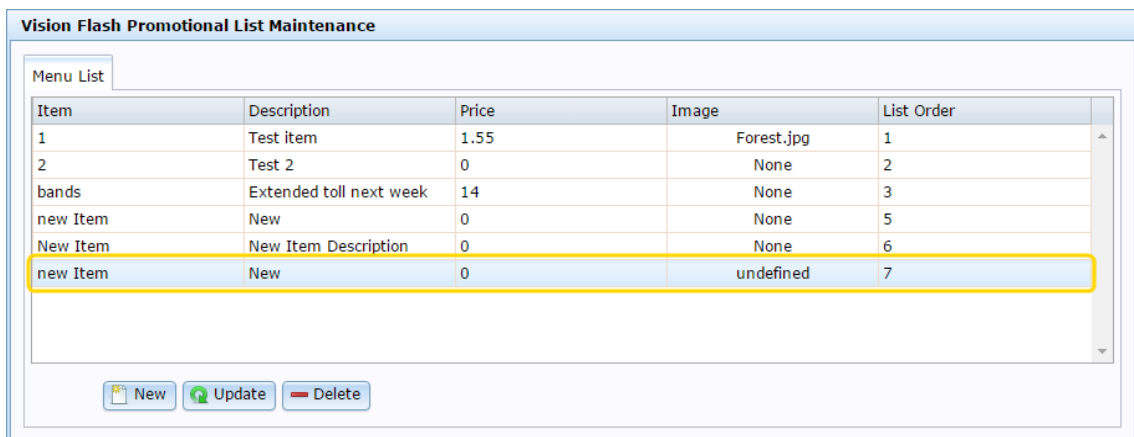 Vision Flash Promotional List Maintenance
Menu List
Item Description Price Image List Order
1 Test item 1.55 Forest.jpg 1
2 Test 2 0 None 2
bands Extended toll next week 14 None 3
new Item New 0 None 5
New Item New Item Description 0 None 6
new Item New 0 undefined 7
New Update Delete